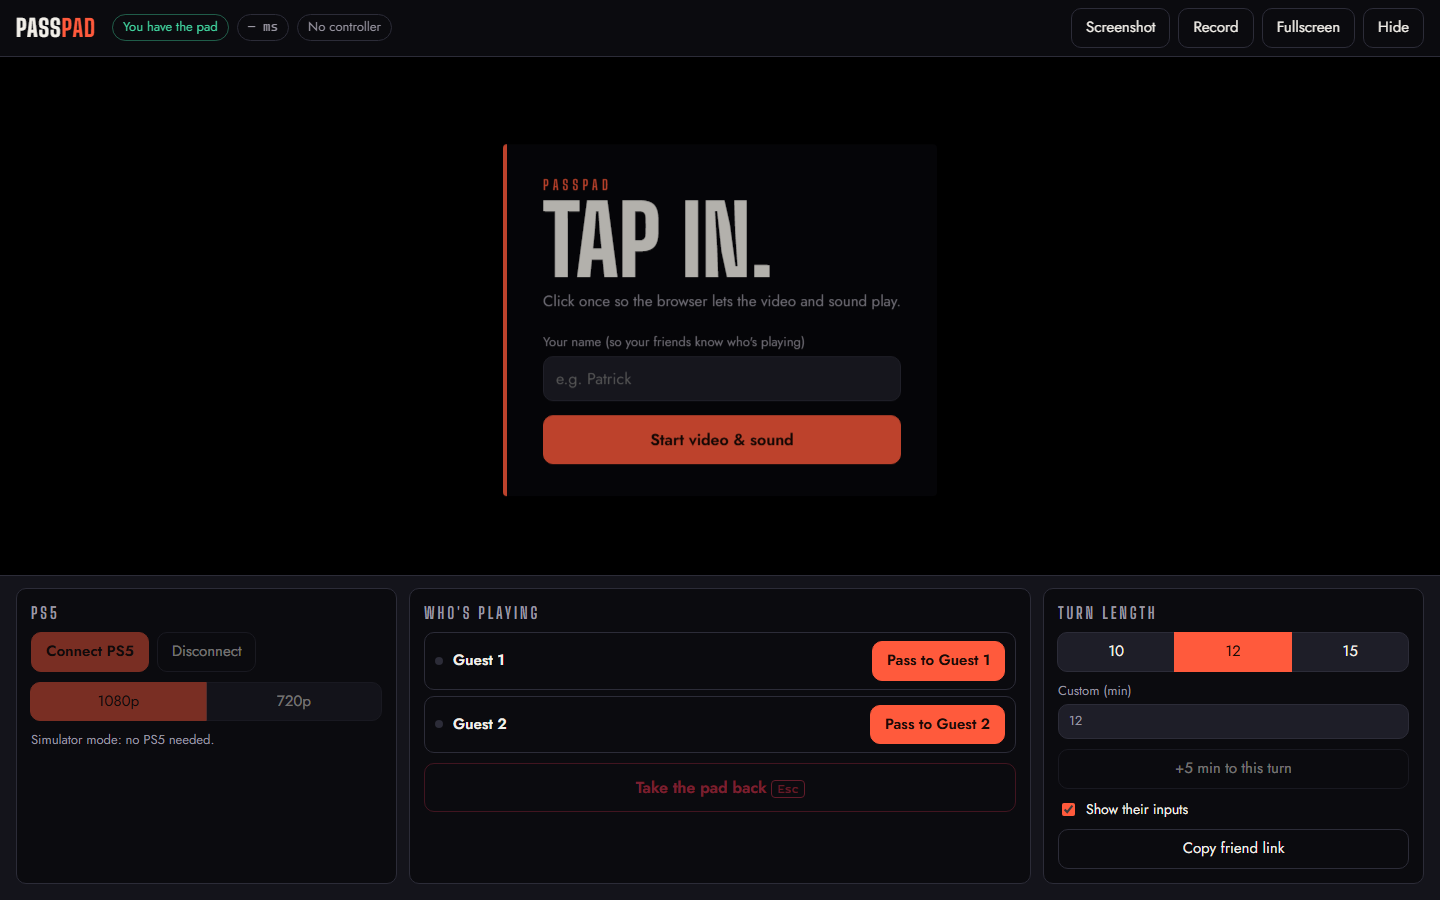 PASSPAD
You have the pad
– ms
No controller
Screenshot
Record
Fullscreen
Hide
PASSPAD
TAP IN.
Click once so the browser lets the video and sound play.
Your name (so your friends know who's playing)
e.g. Patrick
Start video & sound
PS5
Connect PS5
Disconnect
1080p
720p
Simulator mode: no PS5 needed.
WHO'S PLAYING
Guest 1
Pass to Guest 1
Guest 2
Pass to Guest 2
Take the pad back Esc
TURN LENGTH
10
12
15
Custom (min)
12
+5 min to this turn
Show their inputs
Copy friend link